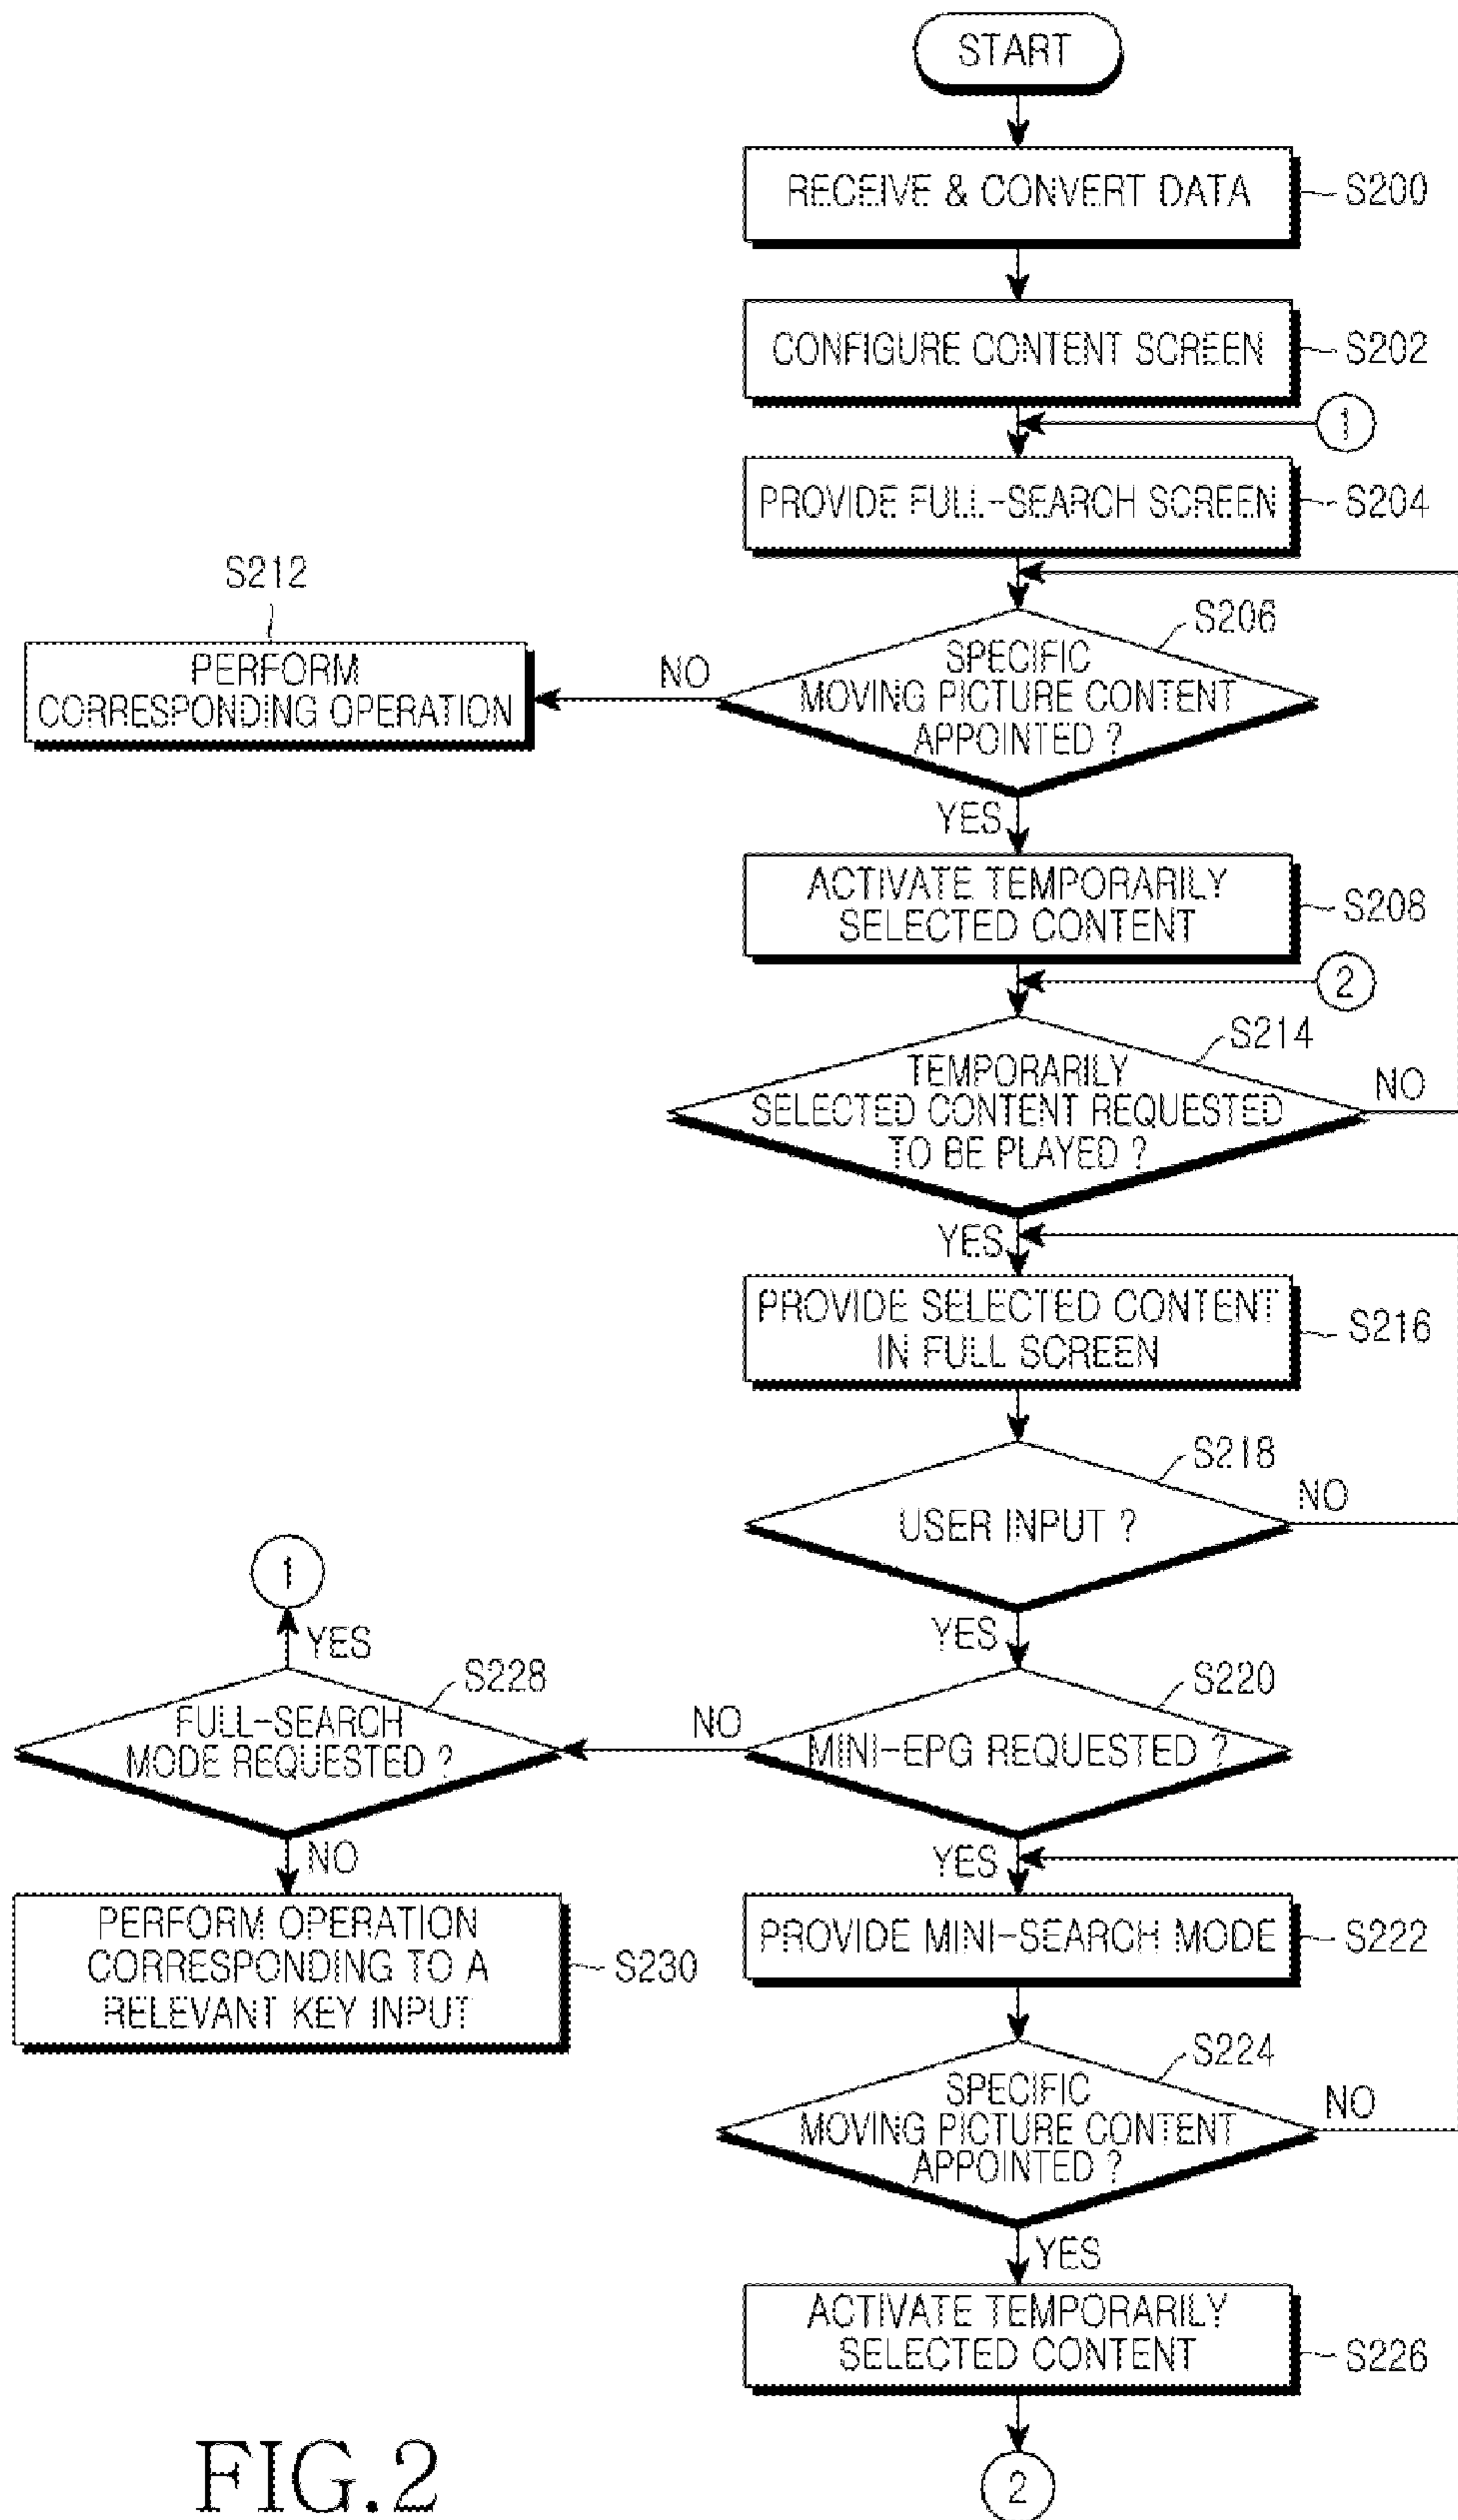 START
RECEIVE & CONVERT DATA
S200
CONFIGURE CONTENT SCREEN
S202
1
PROVIDE FULL-SEARCH SCREEN
S204
S212
PERFORM
CORRESPONDING OPERATION
NO
S206
SPECIFIC
MOVING PICTURE CONTENT
APPOINTED ?
YES
ACTIVATE TEMPORARILY
SELECTED CONTENT
S208
2
S214
TEMPORARILY
SELECTED CONTENT REQUESTED
TO BE PLAYED ?
NO
YES
PROVIDE SELECTED CONTENT
IN FULL SCREEN
S216
S218
USER INPUT ?
NO
YES
1
YES
S228
FULL-SEARCH
MODE REQUESTED ?
NO
S220
MINI-EPG REQUESTED ?
NO
YES
PERFORM OPERATION
CORRESPONDING TO A
RELEVANT KEY INPUT
S230
PROVIDE MINI-SEARCH MODE
S222
S224
SPECIFIC
MOVING PICTURE CONTENT
APPOINTED ?
NO
YES
ACTIVATE TEMPORARILY
SELECTED CONTENT
S226
2
FIG.2